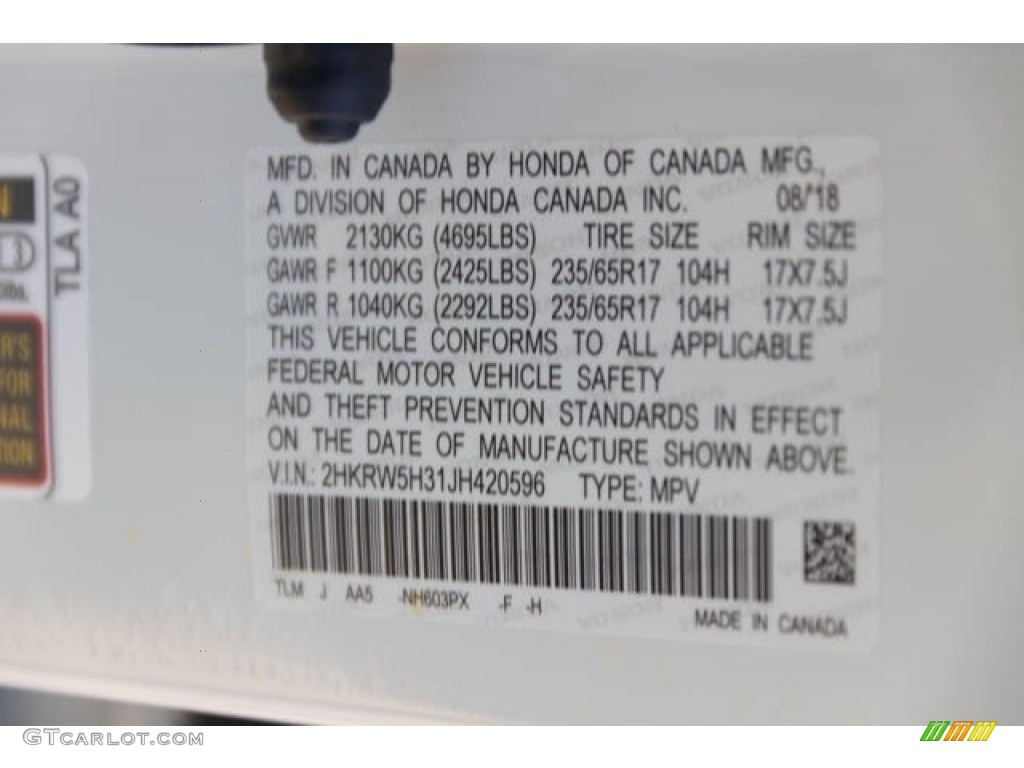 MFD. IN CANADA BY HONDA OF CANADA MFG.,
A DIVISION OF HONDA CANADA INC. 08/18
GVWR 2130KG (4695LBS) TIRE SIZE RIM SIZE
GAWR F 1100KG (2425LBS) 235/65R17 104H 17X7.5J
GAWR R 1040KG (2292LBS) 235/65R17 104H 17X7.5J
THIS VEHICLE CONFORMS TO ALL APPLICABLE
FEDERAL MOTOR VEHICLE SAFETY
AND THEFT PREVENTION STANDARDS IN EFFECT
ON THE DATE OF MANUFACTURE SHOWN ABOVE.
V.I.N.: 2HKRW5H31JH420596 TYPE: MPV
TLM J AA5 -NH603PX -F -H
MADE IN CANADA
TLA A0
FOR
GTCARLOT.COM